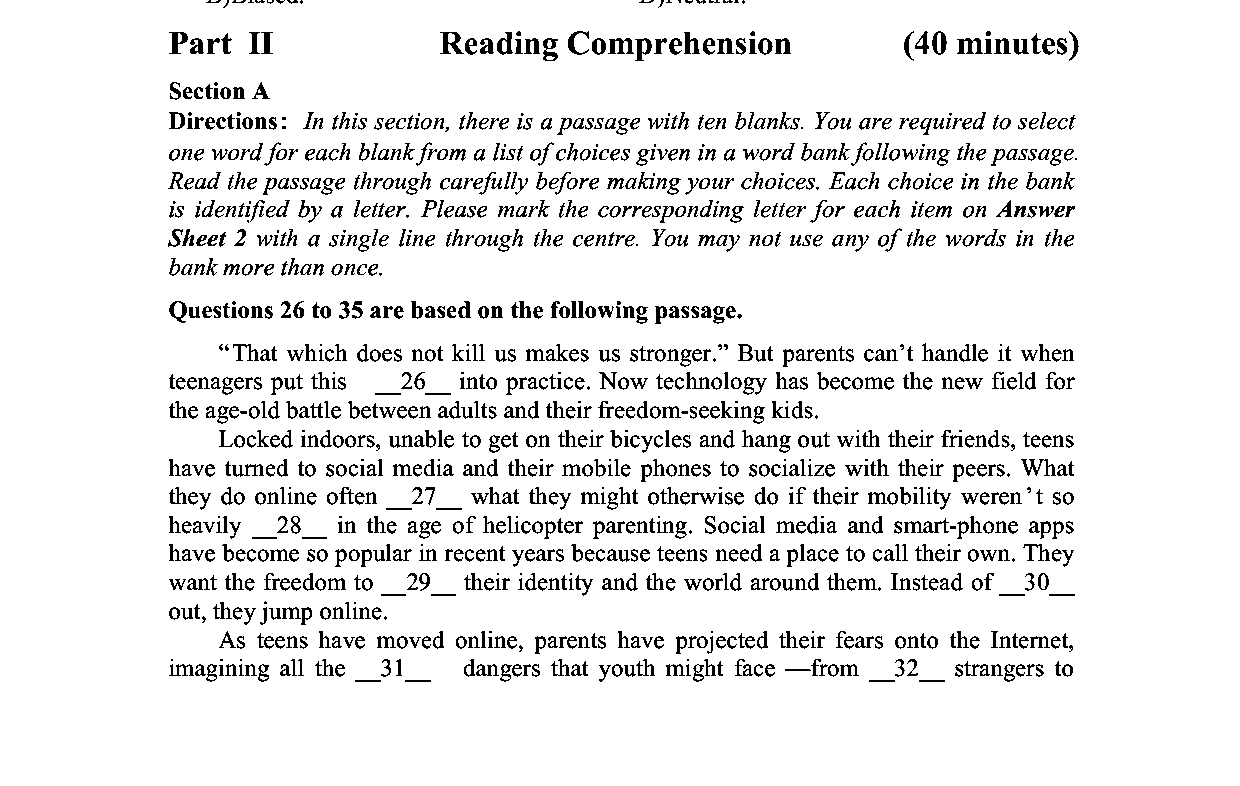 B)Biased. D)Neutral.
Part II Reading Comprehension (40 minutes)
Section A
Directions: In this section, there is a passage with ten blanks. You are required to select
one word for each blank from a list of choices given in a word bank following the passage.
Read the passage through carefully before making your choices. Each choice in the bank
is identified by a letter. Please mark the corresponding letter for each item on Answer
Sheet 2 with a single line through the centre. You may not use any of the words in the
bank more than once.
Questions 26 to 35 are based on the following passage.
“That which does not kill us makes us stronger.” But parents can’t handle it when
teenagers put this __26__ into practice. Now technology has become the new field for
the age-old battle between adults and their freedom-seeking kids.
Locked indoors, unable to get on their bicycles and hang out with their friends, teens
have turned to social media and their mobile phones to socialize with their peers. What
they do online often __27__ what they might otherwise do if their mobility weren’t so
heavily __28__ in the age of helicopter parenting. Social media and smart-phone apps
have become so popular in recent years because teens need a place to call their own. They
want the freedom to __29__ their identity and the world around them. Instead of __30__
out, they jump online.
As teens have moved online, parents have projected their fears onto the Internet,
imagining all the __31__ dangers that youth might face —from __32__ strangers to